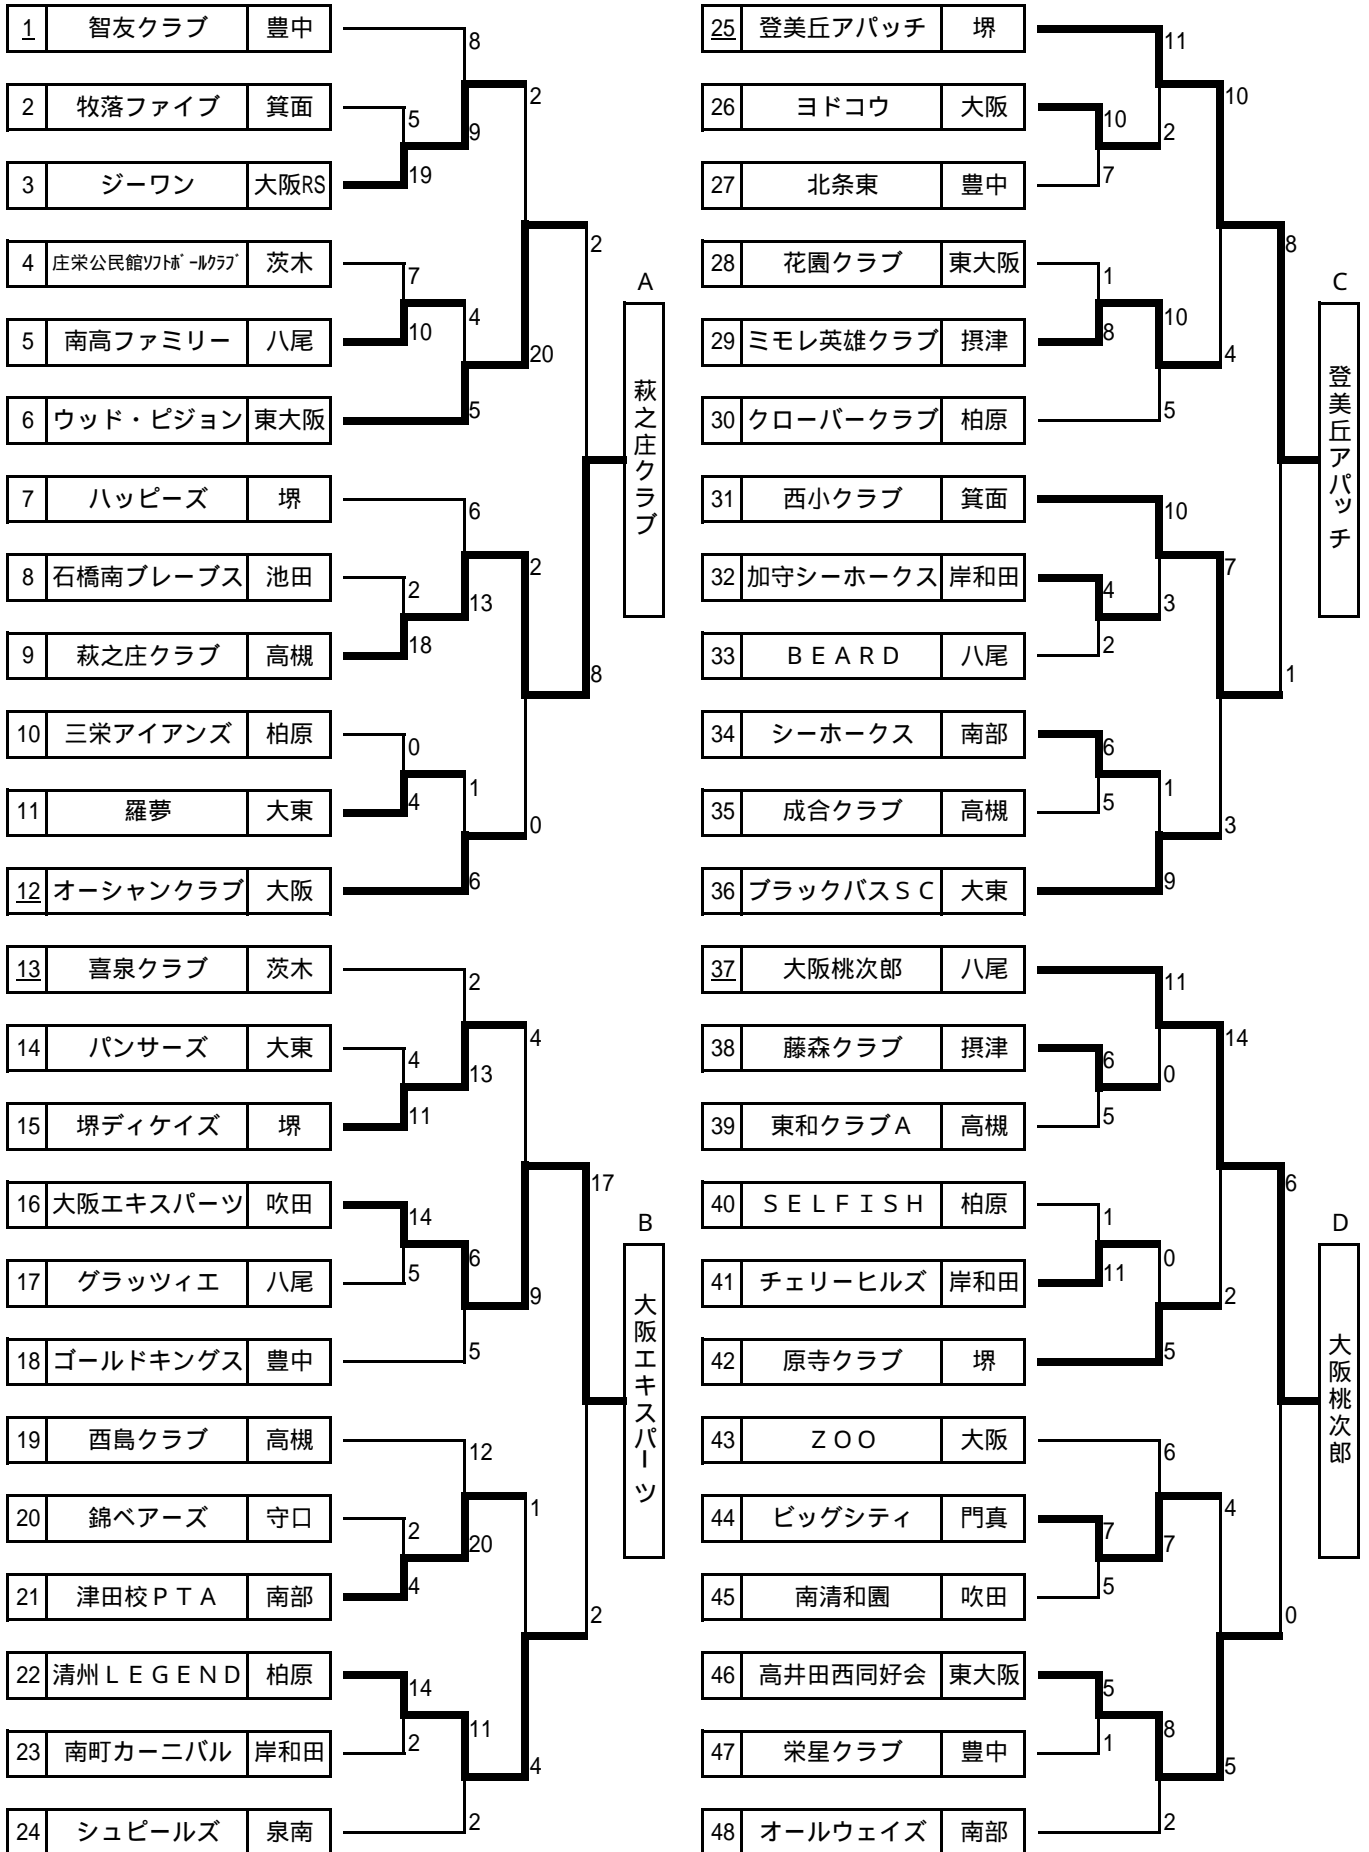 1 智友クラブ 豊中
8
2 牧落ファイブ 箕面
5
9
2
3 ジーワン 大阪RS
19
4 庄栄公民館ｿﾌﾄﾎﾞｰﾙｸﾗﾌﾞ 茨木
7
2
5 南高ファミリー 八尾
10
4
20
6 ウッド・ピジョン 東大阪
5
7 ハッピーズ 堺
6
8 石橋南ブレーブス 池田
2
13
2
9 萩之庄クラブ 高槻
18
8
10 三栄アイアンズ 柏原
0
11 羅夢 大東
4
1
0
12 オーシャンクラブ 大阪
6
A
萩之庄クラブ
13 喜泉クラブ 茨木
2
14 パンサーズ 大東
4
13
4
15 堺ディケイズ 堺
11
16 大阪エキスパーツ 吹田
14
17
17 グラッツィエ 八尾
5
6
9
18 ゴールドキングス 豊中
5
19 酉島クラブ 高槻
12
20 錦ベアーズ 守口
2
20
1
21 津田校ＰＴＡ 南部
4
2
22 清州ＬＥＧＥＮＤ 柏原
14
23 南町カーニバル 岸和田
2
11
4
24 シュピールズ 泉南
2
B
大阪エキスパーツ
25 登美丘アパッチ 堺
11
26 ヨドコウ 大阪
10
2
10
27 北条東 豊中
7
28 花園クラブ 東大阪
1
8
29 ミモレ英雄クラブ 摂津
8
10
4
30 クローバークラブ 柏原
5
31 西小クラブ 箕面
10
32 加守シーホークス 岸和田
4
3
7
33 ＢＥＡＲＤ 八尾
2
1
34 シーホークス 南部
6
35 成合クラブ 高槻
5
1
3
36 ブラックバスＳＣ 大東
9
C
登美丘アパッチ
37 大阪桃次郎 八尾
11
38 藤森クラブ 摂津
6
0
14
39 東和クラブＡ 高槻
5
40 ＳＥＬＦＩＳＨ 柏原
1
6
41 チェリーヒルズ 岸和田
11
0
2
42 原寺クラブ 堺
5
43 ＺＯＯ 大阪
6
44 ビッグシティ 門真
7
7
4
45 南清和園 吹田
5
0
46 高井田西同好会 東大阪
5
47 栄星クラブ 豊中
1
8
5
48 オールウェイズ 南部
2
D
大阪桃次郎